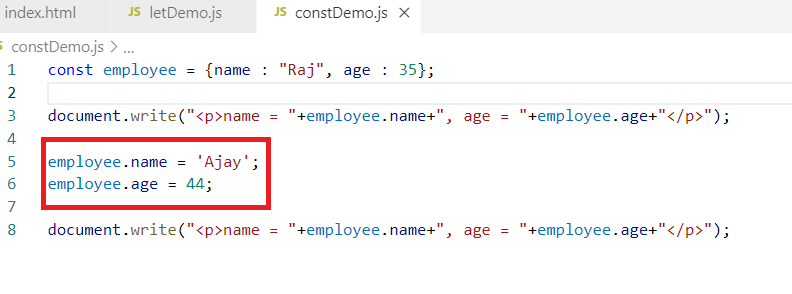 index.html JS letDemo.js JS constDemo.js ×
constDemo.js > ...
1 const employee = {name : "Raj", age : 35};
2
3 document.write("<p>name = "+employee.name+", age = "+employee.age+"</p>");
4
5 employee.name = 'Ajay';
6 employee.age = 44;
7
8 document.write("<p>name = "+employee.name+", age = "+employee.age+"</p>");